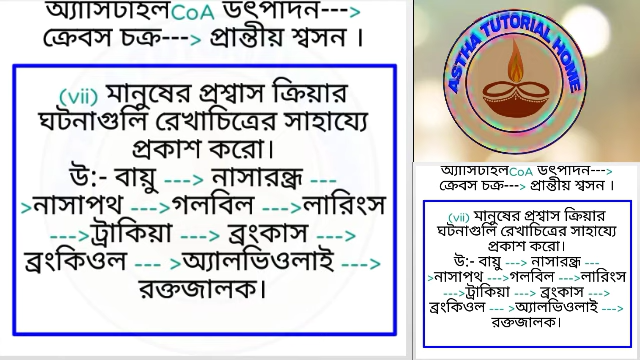 অ্যাসিটাইলCoA উৎপাদন--->
ক্রেবস চক্র---> প্রান্তীয় শ্বসন ।
(vii) মানুষের প্রশ্বাস ক্রিয়ার
ঘটনাগুলি রেখাচিত্রের সাহায্যে
প্রকাশ করো।
উ:- বায়ু ---> নাসারন্ধ্র ---
>নাসাপথ --->গলবিল --->লারিংস
--->ট্রাকিয়া ---> ব্রংকাস --->
ব্রংকিওল --- >অ্যালভিওলাই --->
রক্তজালক।
ASTHA TUTORIAL HOME
অ্যাসিটাইলCoA উৎপাদন--->
ক্রেবস চক্র---> প্রান্তীয় শ্বসন ।
(vii) মানুষের প্রশ্বাস ক্রিয়ার
ঘটনাগুলি রেখাচিত্রের সাহায্যে
প্রকাশ করো।
উ:- বায়ু ---> নাসারন্ধ্র ---
>নাসাপথ --->গলবিল --->লারিংস
--->ট্রাকিয়া ---> ব্রংকাস --->
ব্রংকিওল --- >অ্যালভিওলাই --->
রক্তজালক।